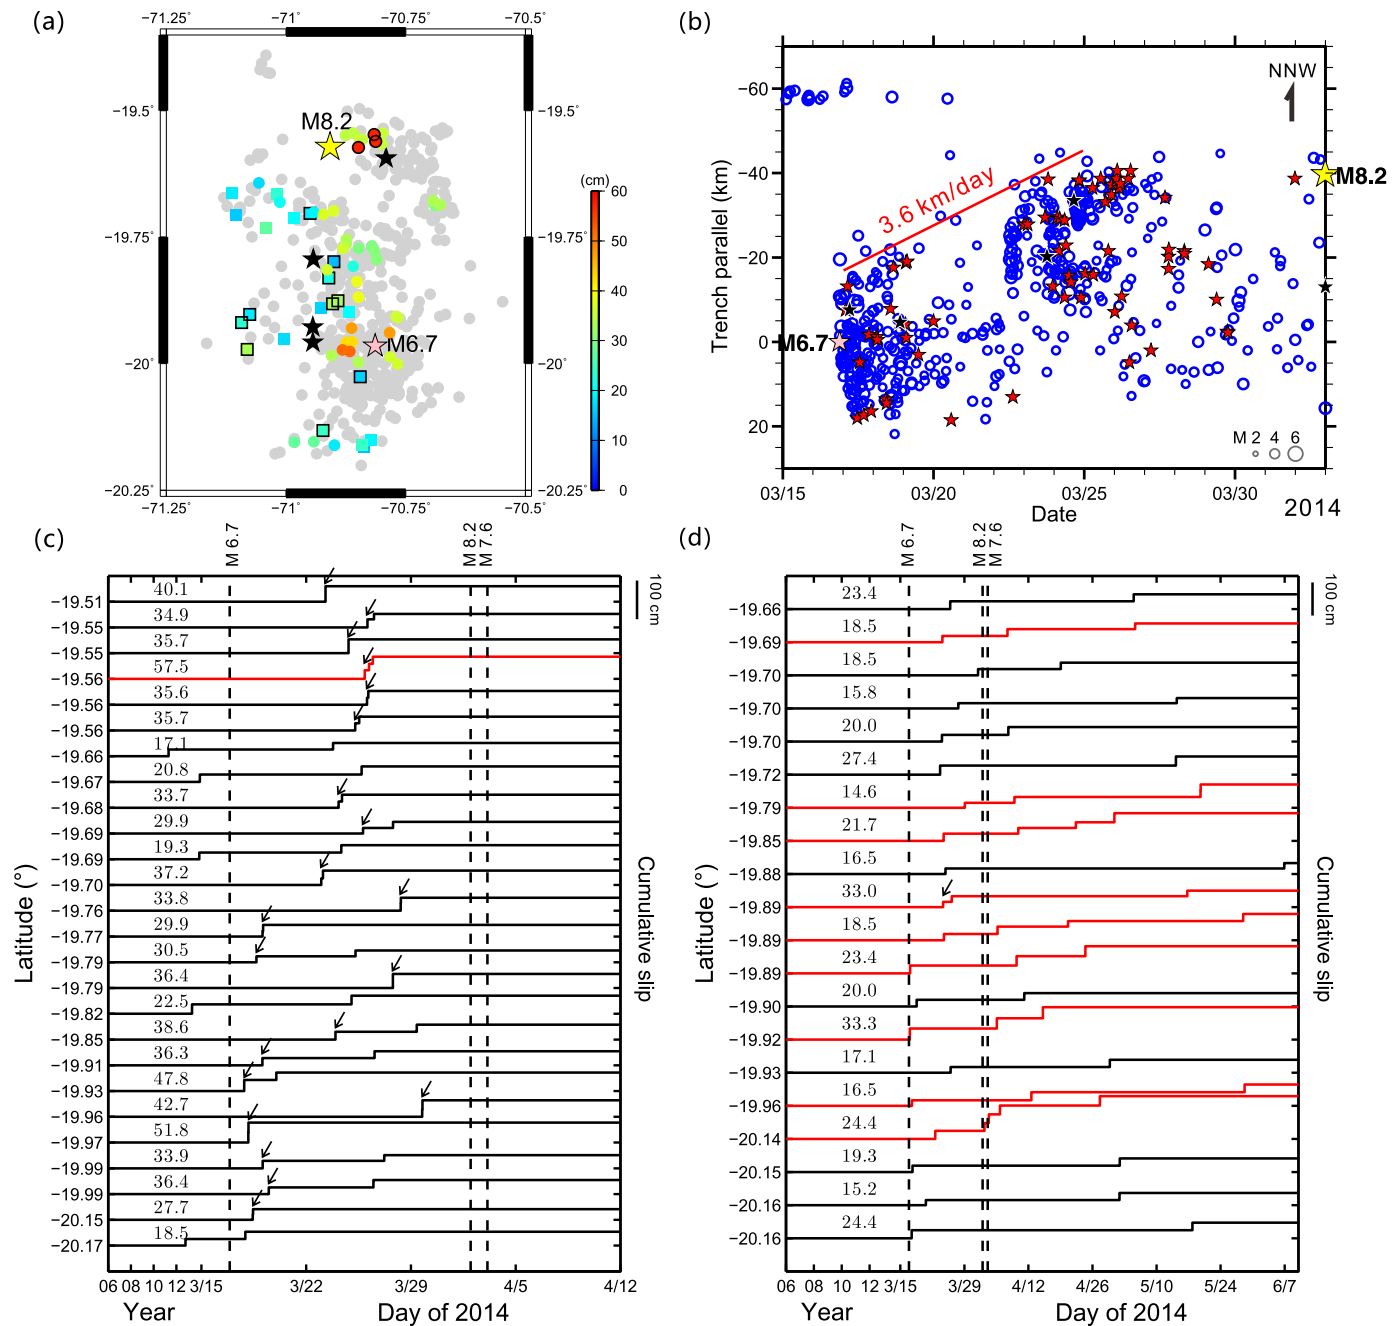 (a)
−71.25° −71° −70.75° −70.5°
−19.5° −19.5°
M8.2
−19.75° −19.75°
M6.7
−20° −20°
−20.25° −20.25°
−71.25° −71° −70.75° −70.5°
(cm)
60
50
40
30
20
10
0
(b)
NNW
Trench parallel (km)
−60
−40
−20
0
20
3.6 km/day
M8.2
M6.7
M 2 4 6
03/15 03/20 03/25 03/30
Date
2014
(c)
M 6.7
M 8.2
M 7.6
100 cm
Latitude (°)
Cumulative slip
−19.51 40.1
−19.55 34.9
−19.55 35.7
−19.56 57.5
−19.56 35.6
−19.56 35.7
−19.66 17.1
−19.67 20.8
−19.68 33.7
−19.69 29.9
−19.69 19.3
−19.70 37.2
−19.76 33.8
−19.77 29.9
−19.79 30.5
−19.79 36.4
−19.82 22.5
−19.85 38.6
−19.91 36.3
−19.93 47.8
−19.96 42.7
−19.97 51.8
−19.99 33.9
−19.99 36.4
−20.15 27.7
−20.17 18.5
06 08 10 12 3/15 3/22 3/29 4/5 4/12
Year Day of 2014
(d)
M 6.7
M 8.2
M 7.6
100 cm
Latitude (°)
Cumulative slip
−19.66 23.4
−19.69 18.5
−19.70 18.5
−19.70 15.8
−19.70 20.0
−19.72 27.4
−19.79 14.6
−19.85 21.7
−19.88 16.5
−19.89 33.0
−19.89 18.5
−19.89 23.4
−19.90 20.0
−19.92 33.3
−19.93 17.1
−19.96 16.5
−20.14 24.4
−20.15 19.3
−20.16 15.2
−20.16 24.4
06 08 10 12 3/15 3/29 4/12 4/26 5/10 5/24 6/7
Year Day of 2014